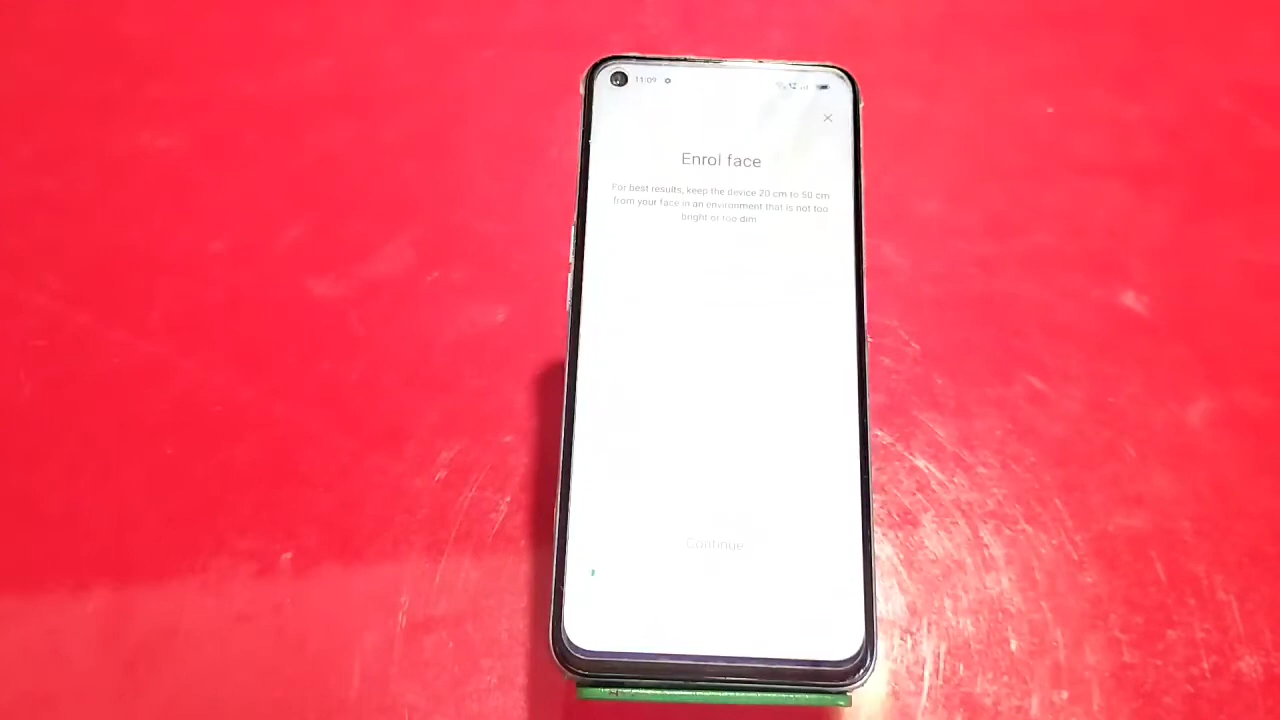 11:09
Enrol face
For best results, keep the device 20 cm to 50 cm
from your face in an environment that is not too
bright or too dim
Continue